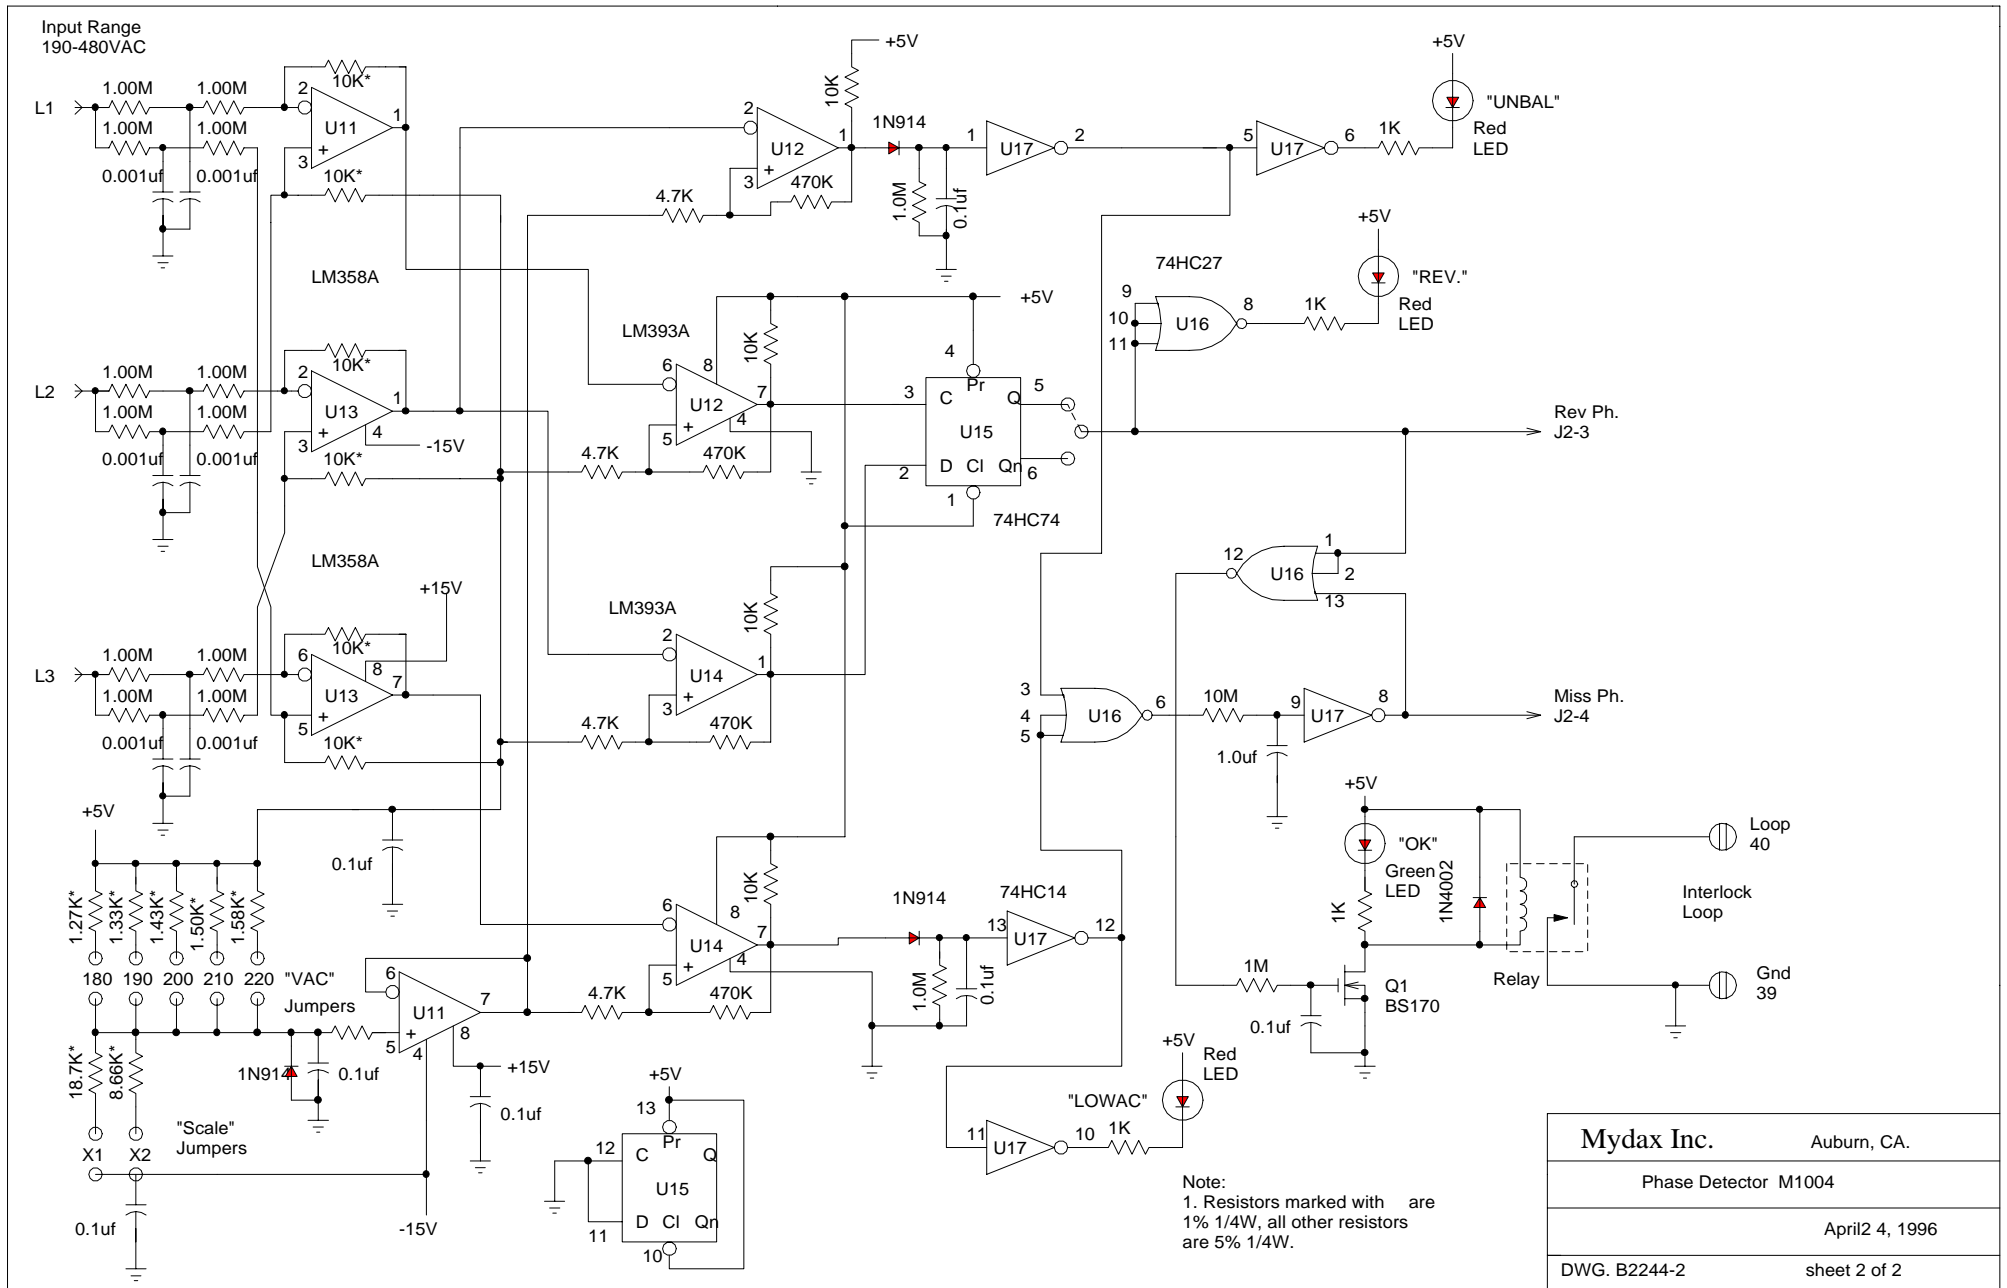 Input Range
190-480VAC
L1
1.00M
1.00M
1.00M
1.00M
0.001uf
0.001uf
10K*
2
1
U11
+
3
10K*
LM358A
L2
1.00M
1.00M
1.00M
1.00M
0.001uf
0.001uf
10K*
2
1
U13
+
3
4
-15V
10K*
LM358A
+15V
L3
1.00M
1.00M
1.00M
1.00M
0.001uf
0.001uf
10K*
6
8
7
U13
+
5
10K*
+5V
0.1uf
1.27K*
1.33K*
1.43K*
1.50K*
1.58K*
180
190
200
210
220
"VAC"
Jumpers
18.7K*
8.66K*
1N914
0.1uf
X1
X2
"Scale"
Jumpers
0.1uf
-15V
6
7
U11
+
5
4
8
+15V
0.1uf
+5V
10K
2
1
U12
+
3
4.7K
470K
1N914
1.0M
0.1uf
1
U17
2
5
U17
6
1K
+5V
"UNBAL"
Red
LED
LM393A
+5V
6
8
7
U12
+
5
4
10K
4.7K
470K
4
Pr
3
C
Q
5
U15
D
Cl
Qn
2
6
1
74HC74
74HC27
9
10
11
U16
8
1K
+5V
"REV."
Red
LED
Rev Ph.
J2-3
LM393A
2
1
U14
+
3
10K
4.7K
470K
12
U16
1
2
13
3
4
5
U16
6
10M
1.0uf
9
U17
8
Miss Ph.
J2-4
6
8
7
U14
+
5
4
10K
4.7K
470K
1N914
1.0M
0.1uf
74HC14
13
U17
12
+5V
"OK"
Green
LED
1K
1N4002
Relay
Loop
40
Interlock
Loop
Gnd
39
1M
0.1uf
Q1
BS170
+5V
Red
LED
"LOWAC"
11
U17
10
1K
+5V
13
Pr
12
C
Q
U15
D
Cl
Qn
11
10
Note:
1. Resistors marked with are
1% 1/4W, all other resistors
are 5% 1/4W.
Mydax Inc. Auburn, CA.
Phase Detector M1004
April2 4, 1996
DWG. B2244-2 sheet 2 of 2